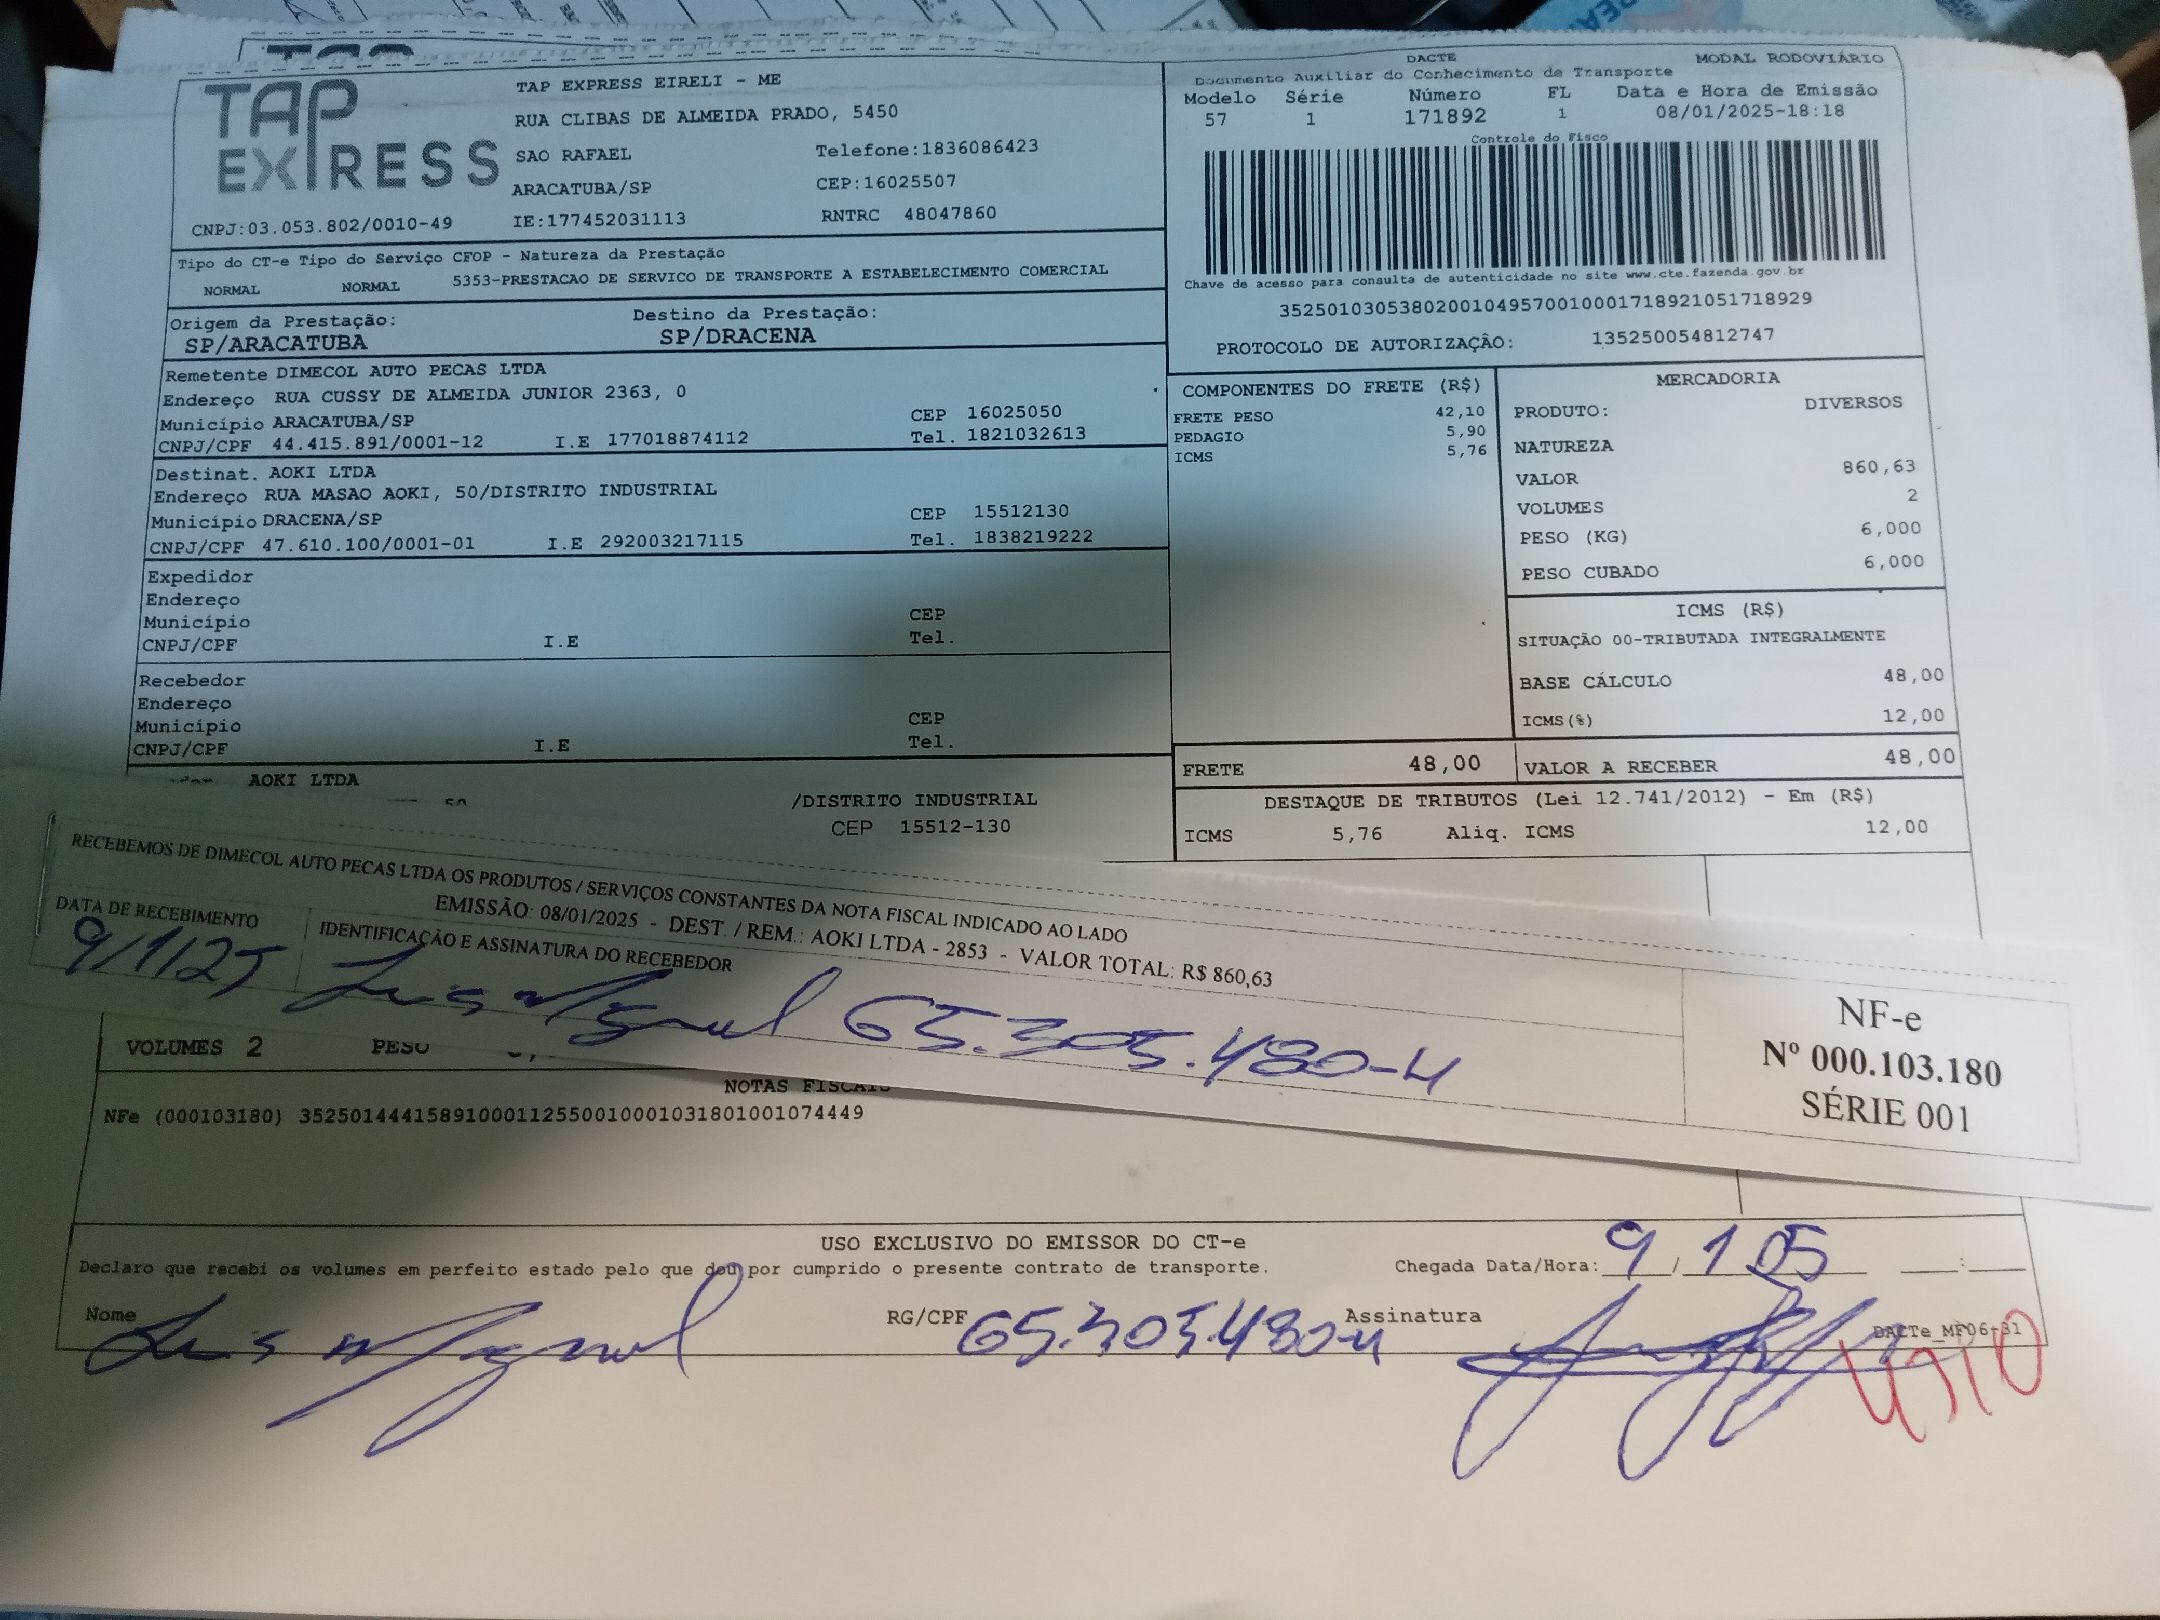 TAP EXPRESS
TAP EXPRESS EIRELI - ME
RUA CLIBAS DE ALMEIDA PRADO, 5450
SAO RAFAEL Telefone:1836086423
ARACATUBA/SP CEP:16025507
CNPJ:03.053.802/0010-49 IE:177452031113 RNTRC 48047860
DACTE MODAL RODOVIÁRIO
Documento Auxiliar do Conhecimento de Transporte
Modelo Série Número FL Data e Hora de Emissão
57 1 171892 1 08/01/2025-18:18
Controle do Fisco
Chave de acesso para consulta de autenticidade no site www.cte.fazenda.gov.br
35250103053802001049570010001718921051718929
PROTOCOLO DE AUTORIZAÇÃO: 135250054812747
Tipo do CT-e Tipo do Serviço CFOP - Natureza da Prestação
NORMAL NORMAL 5353-PRESTACAO DE SERVICO DE TRANSPORTE A ESTABELECIMENTO COMERCIAL
Origem da Prestação: Destino da Prestação:
SP/ARACATUBA SP/DRACENA
Remetente DIMECOL AUTO PECAS LTDA
Endereço RUA CUSSY DE ALMEIDA JUNIOR 2363, 0
Município ARACATUBA/SP CEP 16025050
CNPJ/CPF 44.415.891/0001-12 I.E 177018874112 Tel. 1821032613
Destinat. AOKI LTDA
Endereço RUA MASAO AOKI, 50/DISTRITO INDUSTRIAL
Município DRACENA/SP CEP 15512130
CNPJ/CPF 47.610.100/0001-01 I.E 292003217115 Tel. 1838219222
Expedidor
Endereço
Município CEP
CNPJ/CPF I.E Tel.
Recebedor
Endereço
Município CEP
CNPJ/CPF I.E Tel.
AOKI LTDA
/DISTRITO INDUSTRIAL
CEP 15512-130
COMPONENTES DO FRETE (R$)
FRETE PESO 42,10
PEDAGIO 5,90
ICMS 5,76
MERCADORIA
PRODUTO: DIVERSOS
NATUREZA
VALOR 860,63
VOLUMES 2
PESO (KG) 6,000
PESO CUBADO 6,000
ICMS (R$)
SITUAÇÃO 00-TRIBUTADA INTEGRALMENTE
BASE CÁLCULO 48,00
ICMS(%) 12,00
FRETE 48,00 VALOR A RECEBER 48,00
DESTAQUE DE TRIBUTOS (Lei 12.741/2012) - Em (R$)
ICMS 5,76 Aliq. ICMS 12,00
RECEBEMOS DE DIMECOL AUTO PECAS LTDA OS PRODUTOS / SERVIÇOS CONSTANTES DA NOTA FISCAL INDICADO AO LADO
EMISSÃO: 08/01/2025 - DEST. / REM.: AOKI LTDA - 2853 - VALOR TOTAL: R$ 860,63
DATA DE RECEBIMENTO IDENTIFICAÇÃO E ASSINATURA DO RECEBEDOR
9/1/25 Luis Miguel 65.305.480-4
NF-e
Nº 000.103.180
SÉRIE 001
VOLUMES 2 PESO
NOTAS FISCAIS
NFe (000103180) 35250144415891000112550010001031801001074449
USO EXCLUSIVO DO EMISSOR DO CT-e
Declaro que recebi os volumes em perfeito estado pelo que dou por cumprido o presente contrato de transporte. Chegada Data/Hora: 9 / 1 05 :
Nome Luis Miguel RG/CPF 65.305.480-4 Assinatura
DACTe_MF06-31